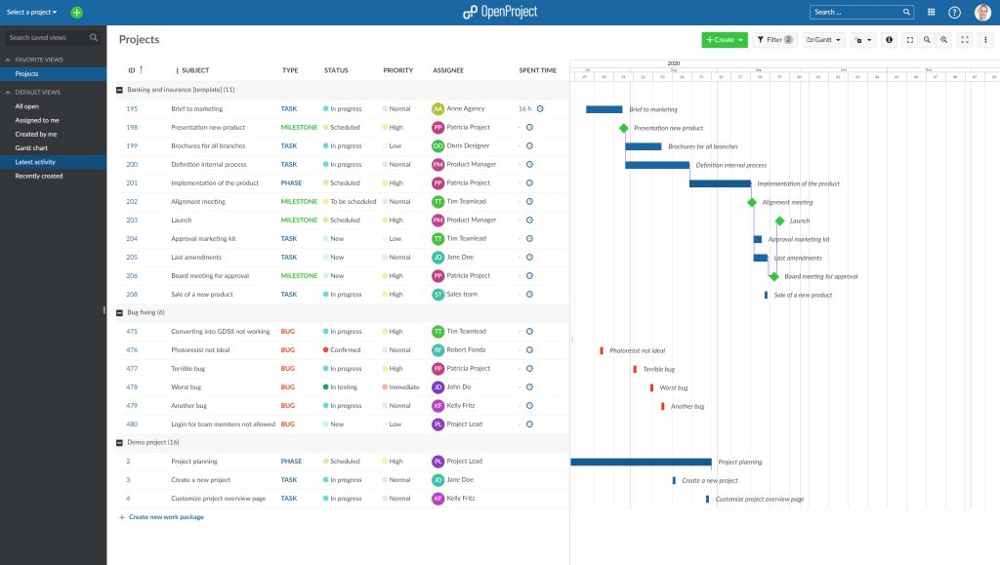 Select a project
OpenProject
Search ...
?
Search saved views
FAVORITE VIEWS
Projects
DEFAULT VIEWS
All open
Assigned to me
Created by me
Gantt chart
Latest activity
Recently created
Projects
+ Create
Filter 2
Gantt
ID ↑ SUBJECT TYPE STATUS PRIORITY ASSIGNEE SPENT TIME
2020
Jul Aug Sep Oct Nov
29 30 31 32 33 34 35 36 37 38 39 40 41 42 43 44 45 46 47 48 49 50
Banking and insurance [template] (11)
195 Brief to marketing TASK In progress Normal AA Anne Agency 16 h Brief to marketing
198 Presentation new product MILESTONE Scheduled High PP Patricia Project - Presentation new product
199 Brochures for all branches TASK In progress Low DD Doris Designer - Brochures for all branches
200 Definition internal process TASK In progress Normal PM Product Manager - Definition internal process
201 Implementation of the product PHASE Scheduled High PP Patricia Project - Implementation of the product
202 Alignment meeting MILESTONE To be scheduled Normal TT Tim Teamlead - Alignment meeting
203 Launch MILESTONE Scheduled High PM Product Manager - Launch
204 Approval marketing kit TASK New Low TT Tim Teamlead - Approval marketing kit
205 Last amendments TASK New Normal JD Jane Doe - Last amendments
206 Board meeting for approval MILESTONE New High PP Patricia Project - Board meeting for approval
208 Sale of a new product TASK In progress High ST Sales team - Sale of a new product
Bug fixing (6)
475 Converting into GDSII not working BUG In progress High TT Tim Teamlead -
476 Photoresist not ideal BUG Confirmed Normal RF Robert Fonda - Photoresist not ideal
477 Terrible bug BUG In progress High PP Patricia Project - Terrible bug
478 Worst bug BUG In testing Immediate JD John Do - Worst bug
479 Another bug BUG In progress Normal KF Kelly Fritz - Another bug
480 Login for team members not allowed BUG New Low PL Project Lead -
Demo project (16)
2 Project planning PHASE Scheduled High PL Project Lead Project planning
3 Create a new project TASK In progress Normal JD Jane Doe Create a new project
4 Customize project overview page TASK In progress Normal KF Kelly Fritz Customize project overview page
+ Create new work package